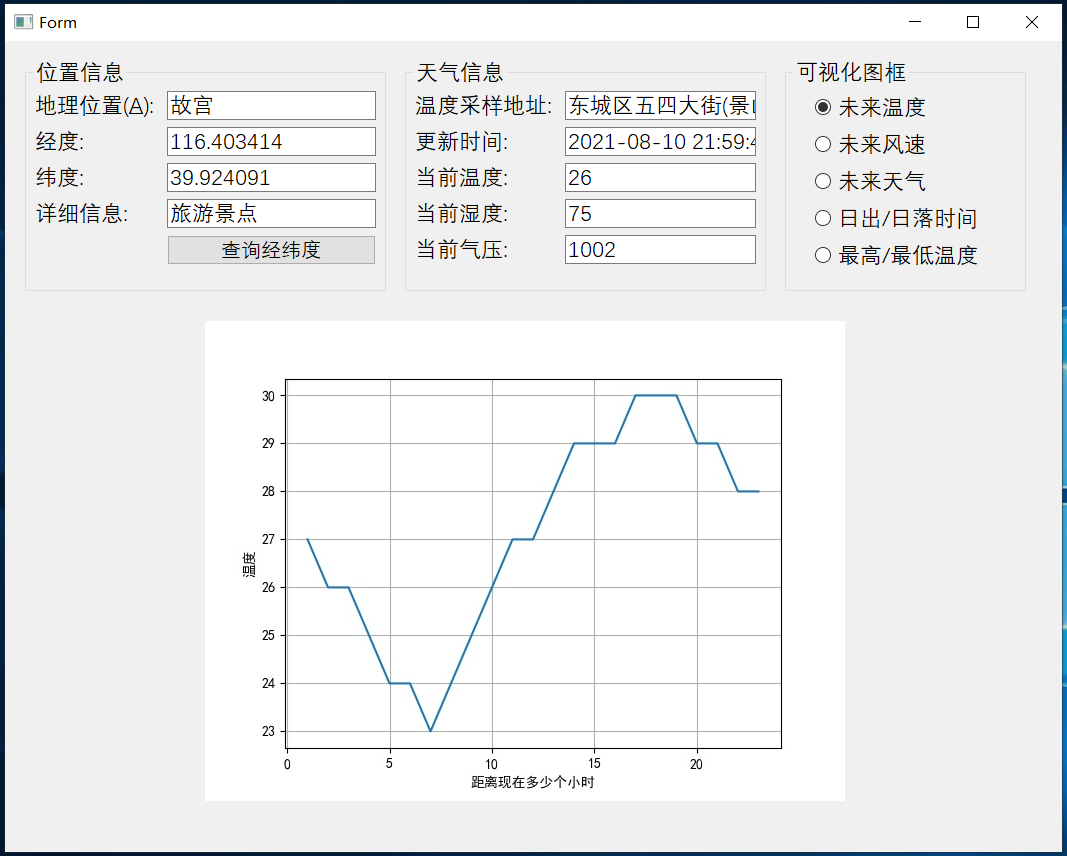 Form
位置信息
地理位置(A):
故宫
经度:
116.403414
纬度:
39.924091
详细信息:
旅游景点
查询经纬度
天气信息
温度采样地址:
东城区五四大街(景
更新时间:
2021-08-10 21:59:4
当前温度:
26
当前湿度:
75
当前气压:
1002
可视化图框
未来温度
未来风速
未来天气
日出/日落时间
最高/最低温度
30
29
28
27
26
25
24
23
温度
0
5
10
15
20
距离现在多少个小时